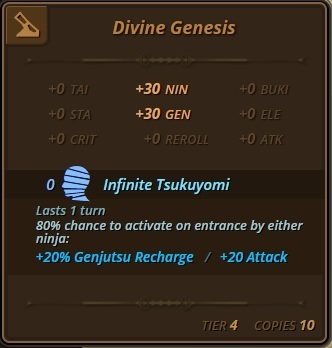 Divine Genesis
+0 TAI +30 NIN +0 BUKI
+0 STA +30 GEN +0 ELE
+0 CRIT +0 REROLL +0 ATK
0 Infinite Tsukuyomi
Lasts 1 turn
80% chance to activate on entrance by either
ninja:
+20% Genjutsu Recharge / +20 Attack
TIER 4 COPIES 10